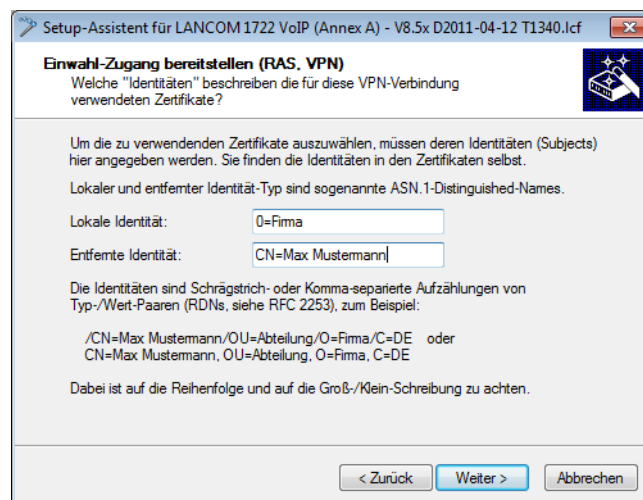 Setup-Assistent für LANCOM 1722 VoIP (Annex A) - V8.5x D2011-04-12 T1340.lcf
Einwahl-Zugang bereitstellen (RAS, VPN)
Welche "Identitäten" beschreiben die für diese VPN-Verbindung
verwendeten Zertifikate?
Um die zu verwendenden Zertifikate auszuwählen, müssen deren Identitäten (Subjects)
hier angegeben werden. Sie finden die Identitäten in den Zertifikaten selbst.
Lokaler und entfernter Identität-Typ sind sogenannte ASN.1-Distinguished-Names.
Lokale Identität: 0=Firma
Entfernte Identität: CN=Max Mustermann
Die Identitäten sind Schrägstrich- oder Komma-separierte Aufzählungen von
Typ-/Wert-Paaren (RDNs, siehe RFC 2253), zum Beispiel:
/CN=Max Mustermann/OU=Abteilung/O=Firma/C=DE oder
CN=Max Mustermann, OU=Abteilung, O=Firma, C=DE
Dabei ist auf die Reihenfolge und auf die Groß-/Klein-Schreibung zu achten.
< Zurück Weiter > Abbrechen